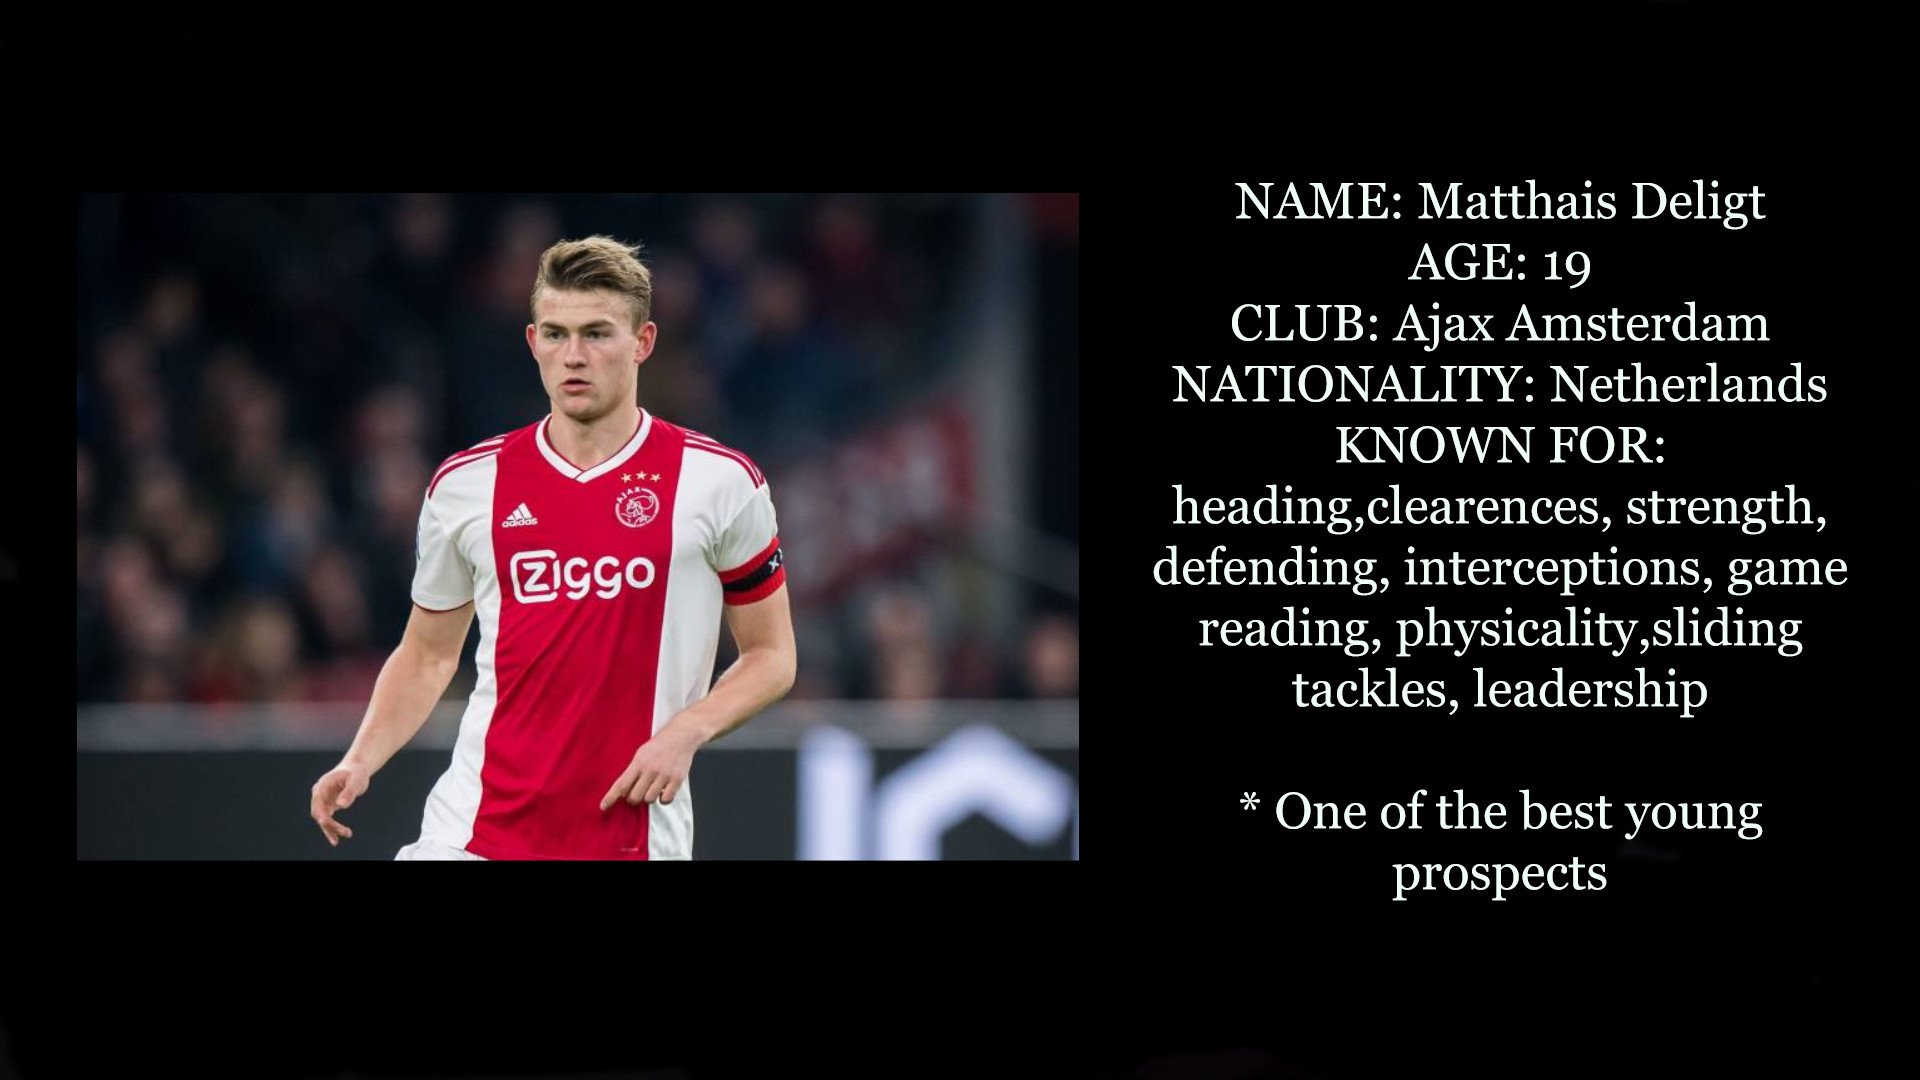 NAME: Matthais Deligt
AGE: 19
CLUB: Ajax Amsterdam
NATIONALITY: Netherlands
KNOWN FOR:
heading,clearences, strength,
defending, interceptions, game
reading, physicality,sliding
tackles, leadership
* One of the best young
prospects
AJAX
adidas
ziggo